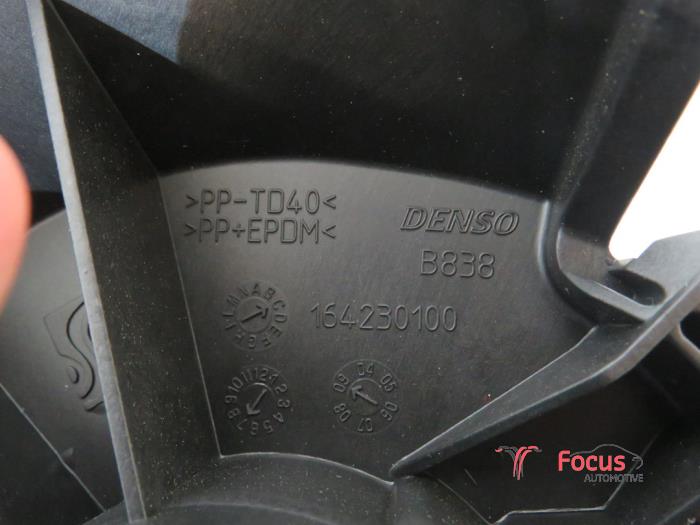 >PP-TD40<
>PP+EPDM<
DENSO
B838
164230100
Focus
AUTOMOTIVE